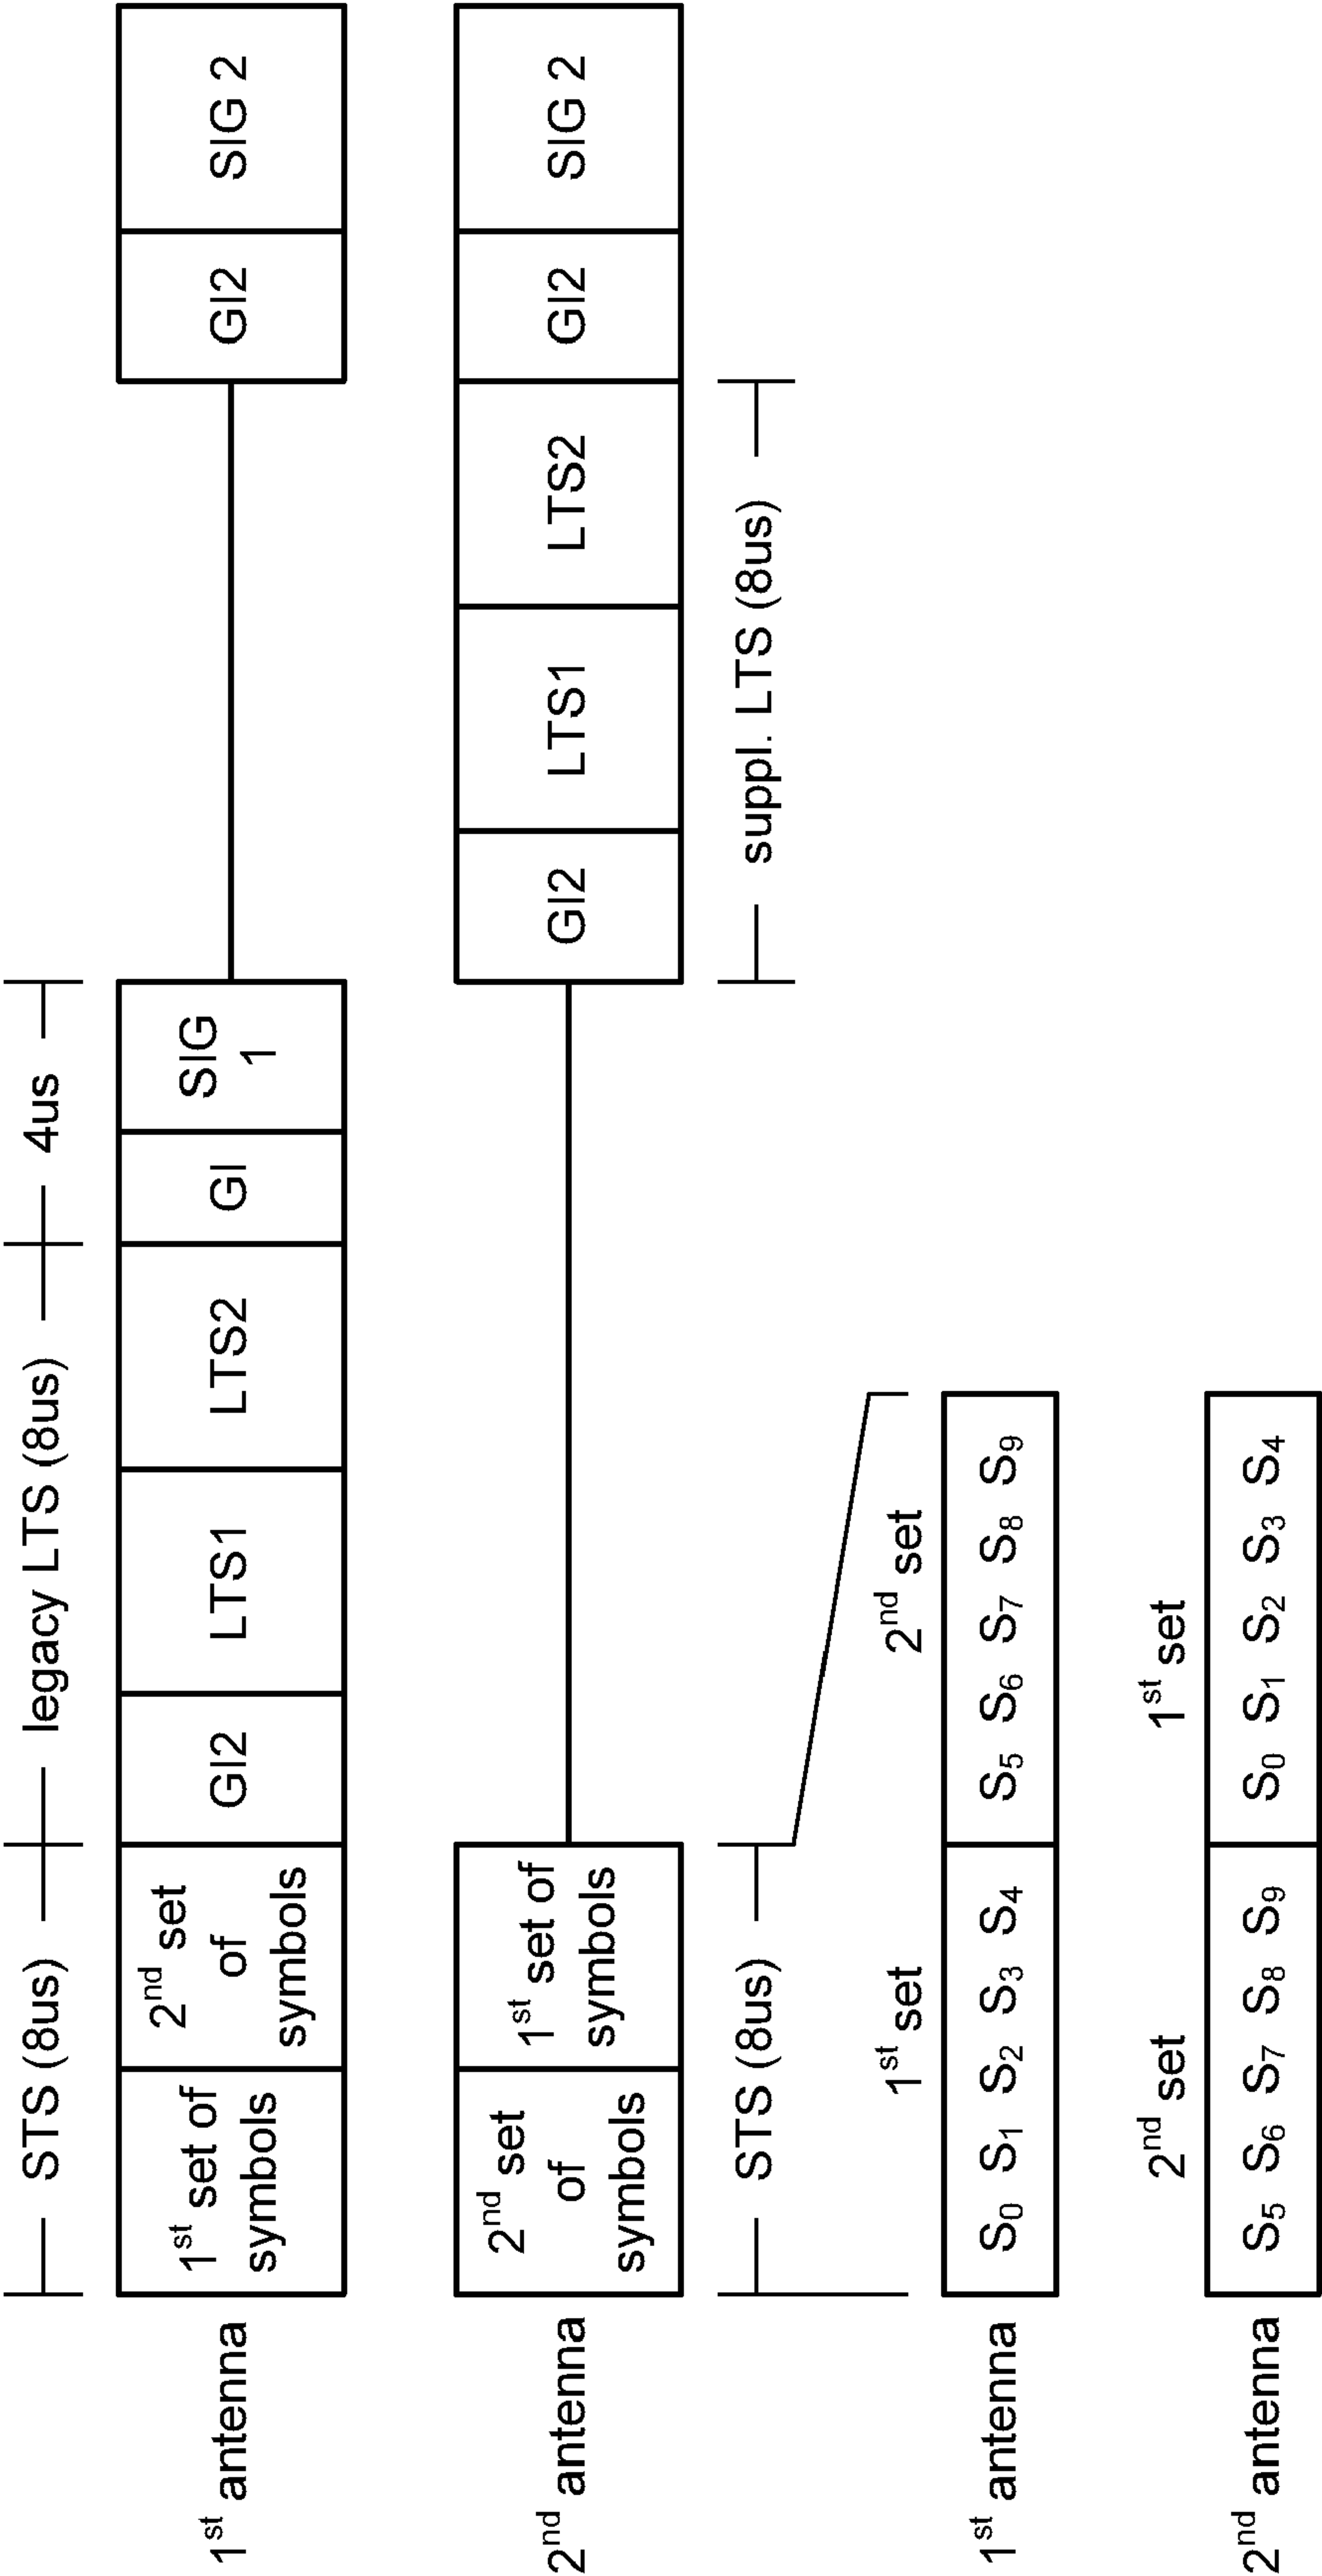 STS (8us) legacy LTS (8us) 4us
1st antenna
1st set of
symbols
2nd set
of
symbols
GI2
LTS1
LTS2
GI
SIG
1
GI2
SIG 2
2nd antenna
2nd set
of
symbols
1st set of
symbols
GI2
LTS1
LTS2
GI2
SIG 2
STS (8us)
suppl. LTS (8us)
1st set
2nd set
1st antenna
S0 S1 S2 S3 S4
S5 S6 S7 S8 S9
2nd set
1st set
2nd antenna
S5 S6 S7 S8 S9
S0 S1 S2 S3 S4